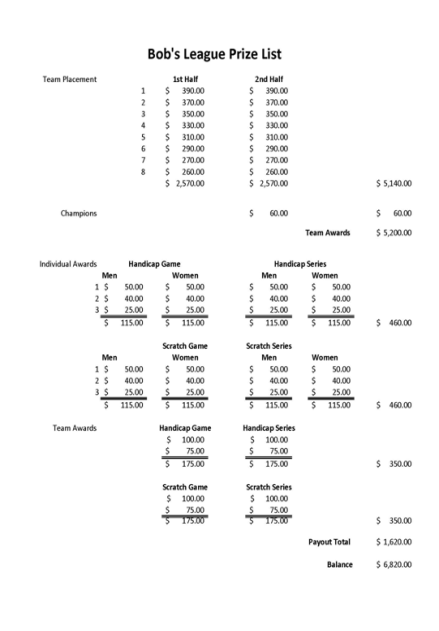 Bob's League Prize List
Team Placement 1st Half 2nd Half
1 $ 390.00 $ 390.00
2 $ 370.00 $ 370.00
3 $ 350.00 $ 350.00
4 $ 330.00 $ 330.00
5 $ 310.00 $ 310.00
6 $ 290.00 $ 290.00
7 $ 270.00 $ 270.00
8 $ 260.00 $ 260.00
$ 2,570.00 $ 2,570.00 $ 5,140.00
Champions $ 60.00 $ 60.00
Team Awards $ 5,200.00
Individual Awards Handicap Game Handicap Series
Men Women Men Women
1 $ 50.00 $ 50.00 $ 50.00 $ 50.00
2 $ 40.00 $ 40.00 $ 40.00 $ 40.00
3 $ 25.00 $ 25.00 $ 25.00 $ 25.00
$ 115.00 $ 115.00 $ 115.00 $ 115.00 $ 460.00
Scratch Game Scratch Series
Men Women Men Women
1 $ 50.00 $ 50.00 $ 50.00 $ 50.00
2 $ 40.00 $ 40.00 $ 40.00 $ 40.00
3 $ 25.00 $ 25.00 $ 25.00 $ 25.00
$ 115.00 $ 115.00 $ 115.00 $ 115.00 $ 460.00
Team Awards Handicap Game Handicap Series
$ 100.00 $ 100.00
$ 75.00 $ 75.00
$ 175.00 $ 175.00 $ 350.00
Scratch Game Scratch Series
$ 100.00 $ 100.00
$ 75.00 $ 75.00
$ 175.00 $ 175.00 $ 350.00
Payout Total $ 1,620.00
Balance $ 6,820.00